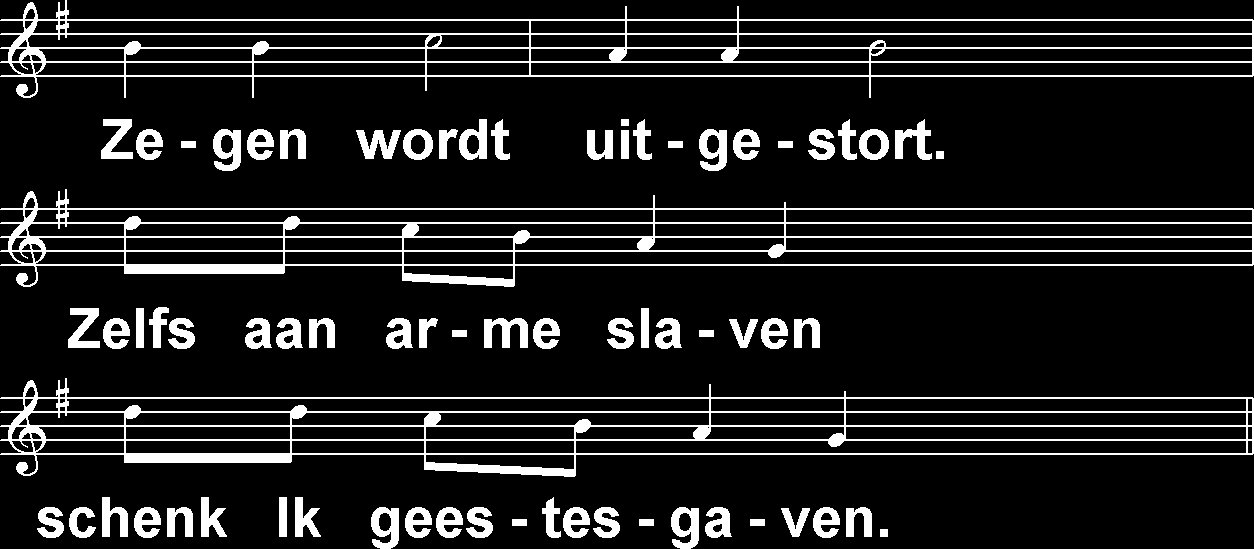 Ze - gen wordt uit - ge - stort.
Zelfs aan ar - me sla - ven
schenk Ik gees - tes - ga - ven.